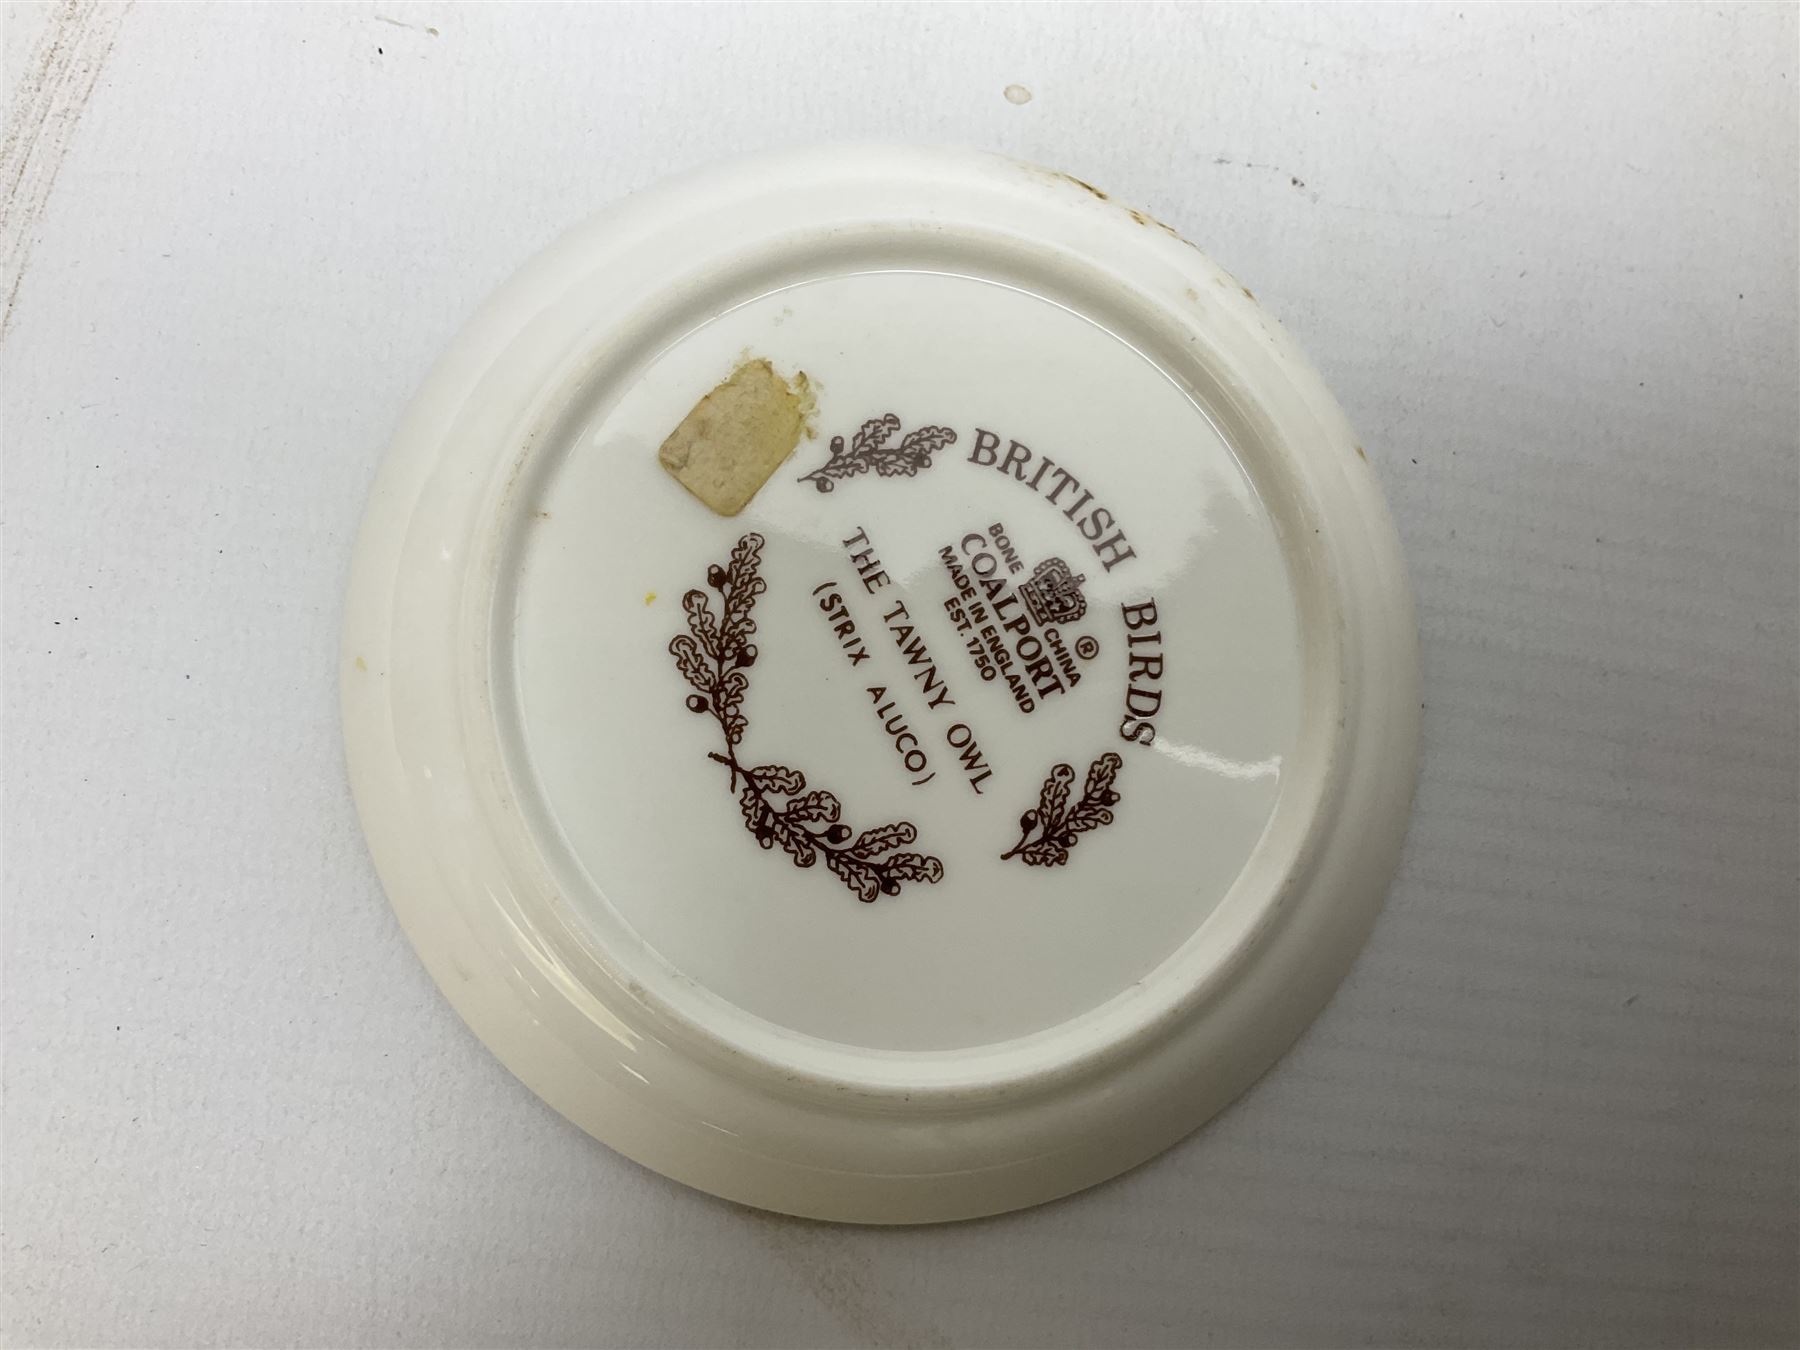 BRITISH BIRDS
BONE CHINA
COALPORT ®
MADE IN ENGLAND
EST. 1750
THE TAWNY OWL
(STRIX ALUCO)